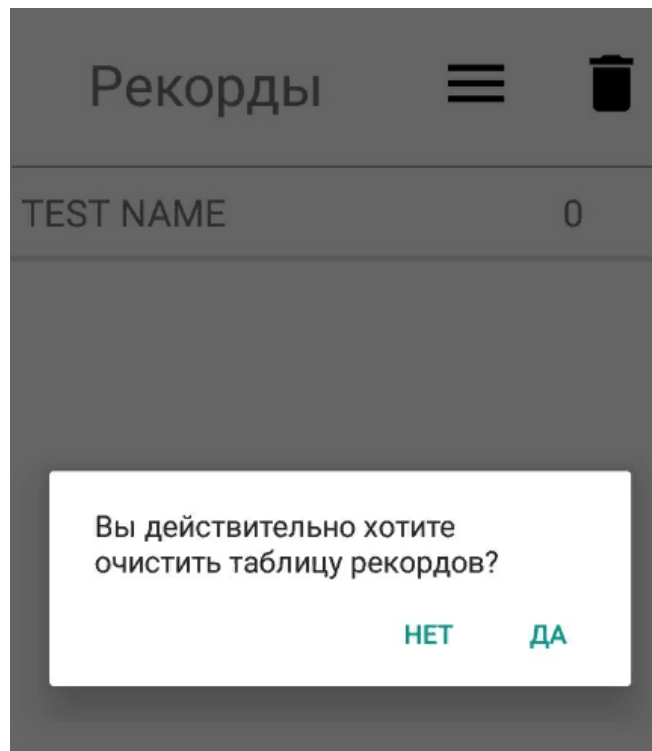 Рекорды
TEST NAME 0
Вы действительно хотите
очистить таблицу рекордов?
НЕТ ДА